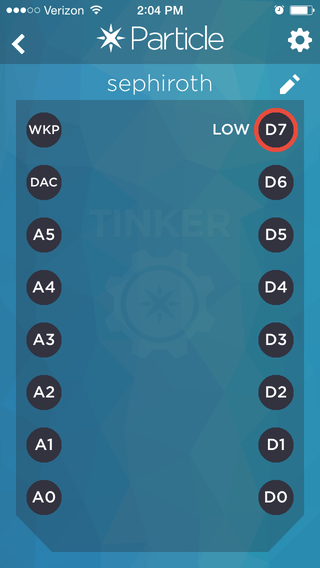 Verizon 2:04 PM
Particle
sephiroth
WKP LOW D7
DAC D6
A5 TINKER D5
A4 D4
A3 D3
A2 D2
A1 D1
A0 D0